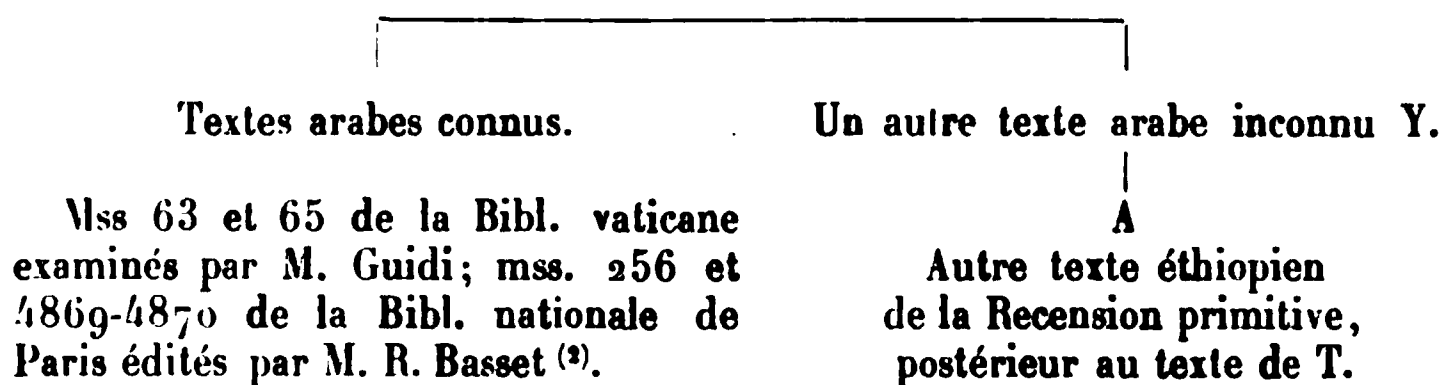 Textes arabes connus.
Mss 63 et 65 de la Bibl. vaticane
examinés par M. Guidi; mss. 256 et
4869-4870 de la Bibl. nationale de
Paris édités par M. R. Basset (2).
Un autre texte arabe inconnu Y.
A
Autre texte éthiopien
de la Recension primitive,
postérieur au texte de T.